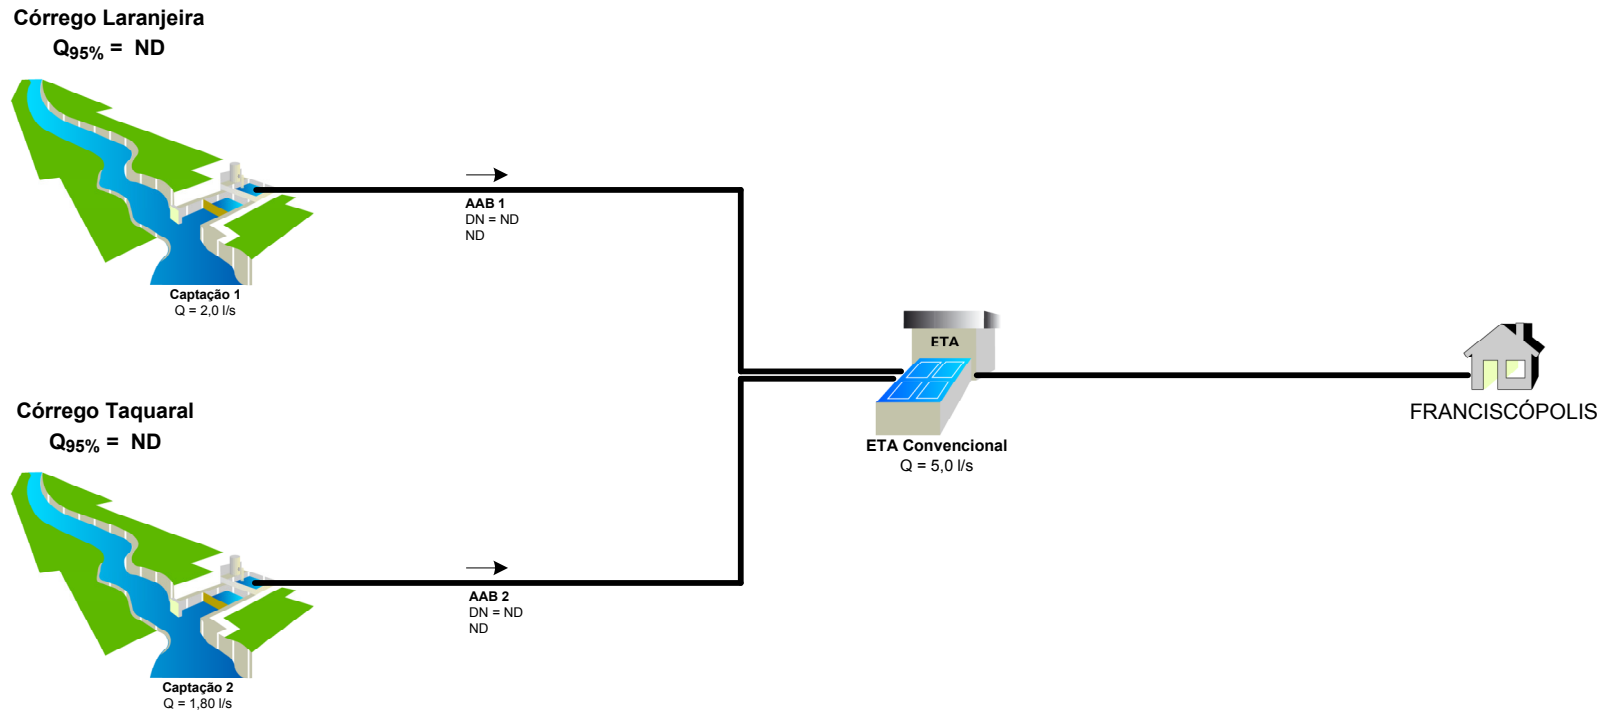 Córrego Laranjeira
Q95% = ND
AAB 1
DN = ND
ND
Captação 1
Q = 2,0 l/s
ETA
FRANCISCÓPOLIS
Córrego Taquaral
Q95% = ND
ETA Convencional
Q = 5,0 l/s
AAB 2
DN = ND
ND
Captação 2
Q = 1,80 l/s